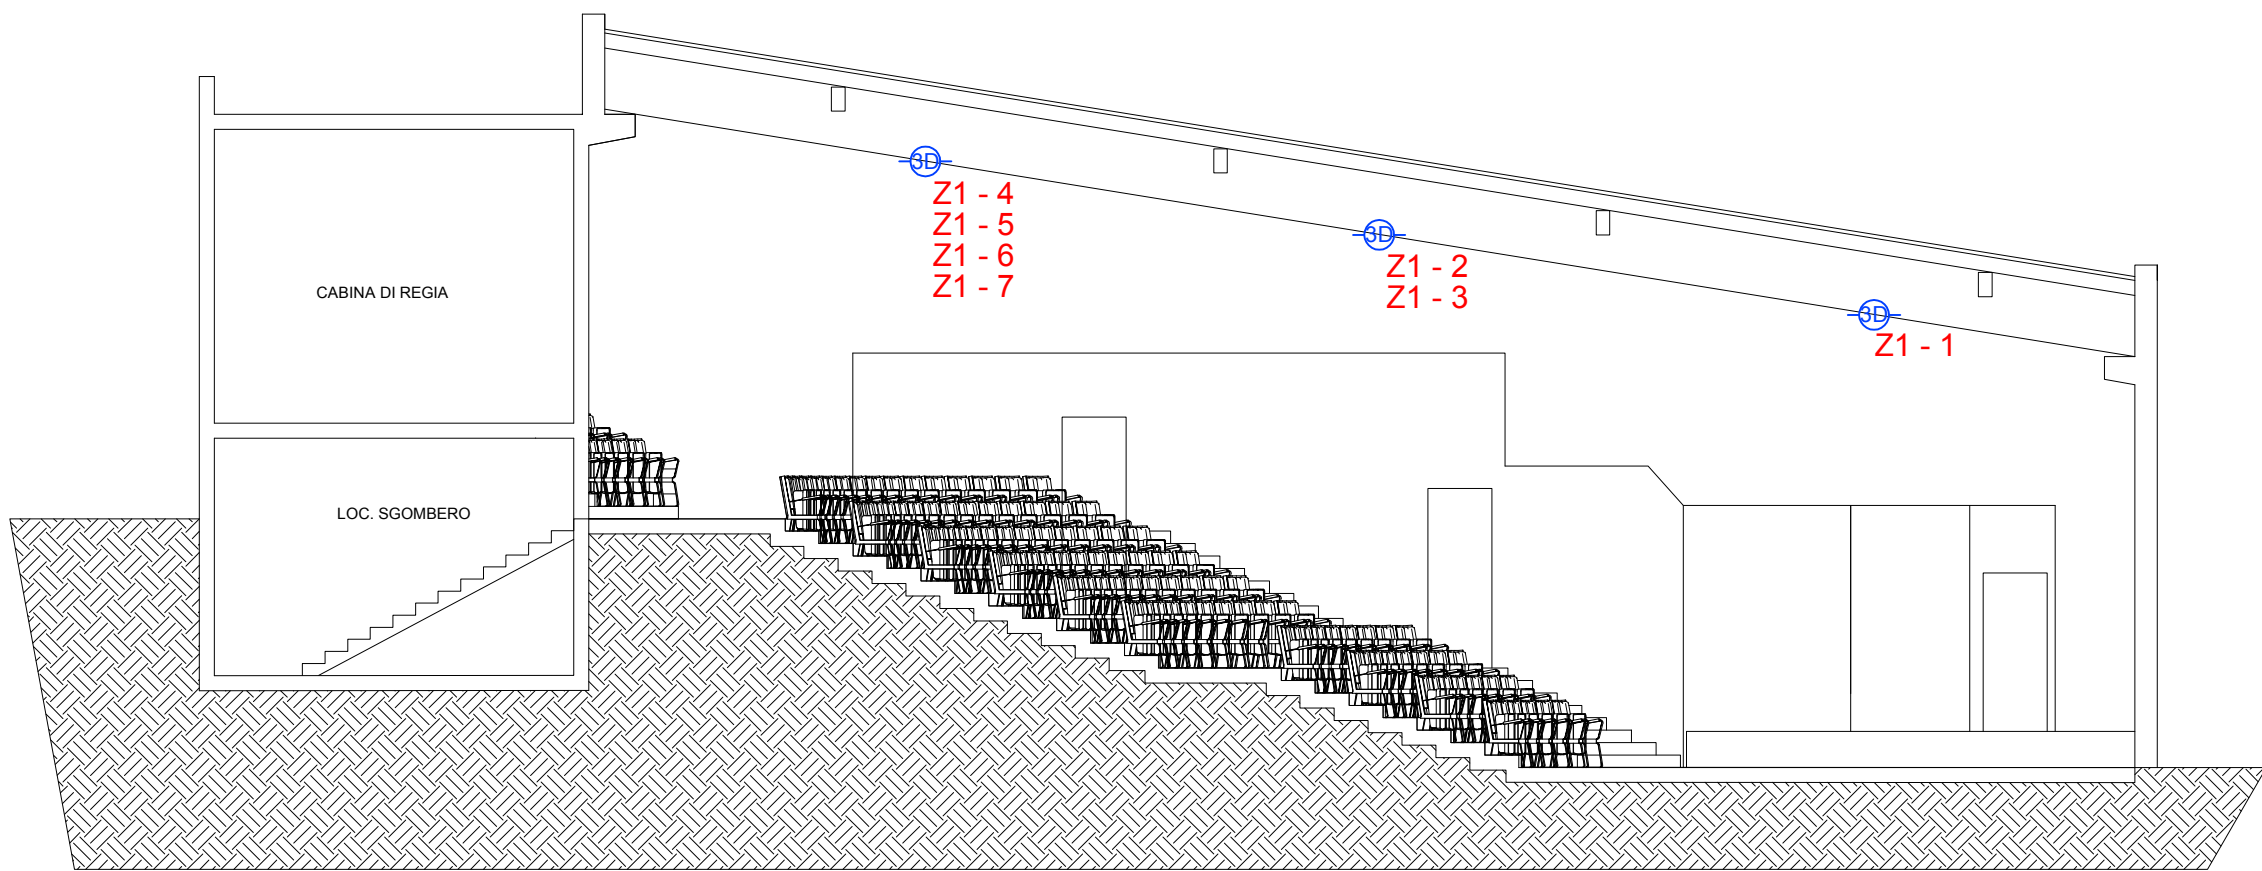 3D
Z1 - 4
Z1 - 5
Z1 - 6
Z1 - 7
3D
Z1 - 2
Z1 - 3
3D
Z1 - 1
CABINA DI REGIA
LOC. SGOMBERO